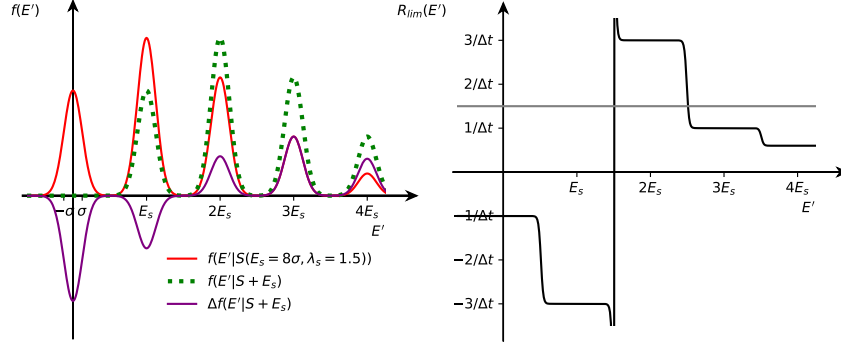 f(E')
−σ σ
E_s
2E_s
3E_s
4E_s
E'
f(E'|S(E_s = 8σ, λ_s = 1.5))
f(E'|S + E_s)
Δf(E'|S + E_s)
R_lim(E')
3/Δt
2/Δt
1/Δt
E_s
2E_s
3E_s
4E_s
E'
−1/Δt
−2/Δt
−3/Δt